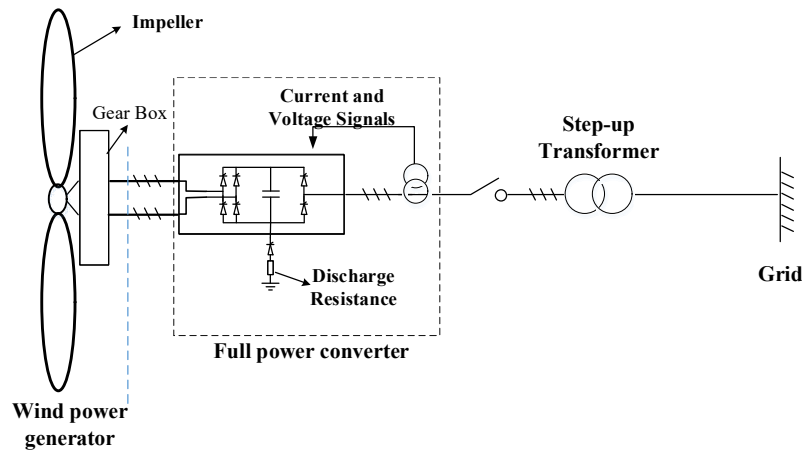 Impeller
Gear Box
Current and
Voltage Signals
Step-up
Transformer
Discharge
Resistance
Grid
Full power converter
Wind power
generator